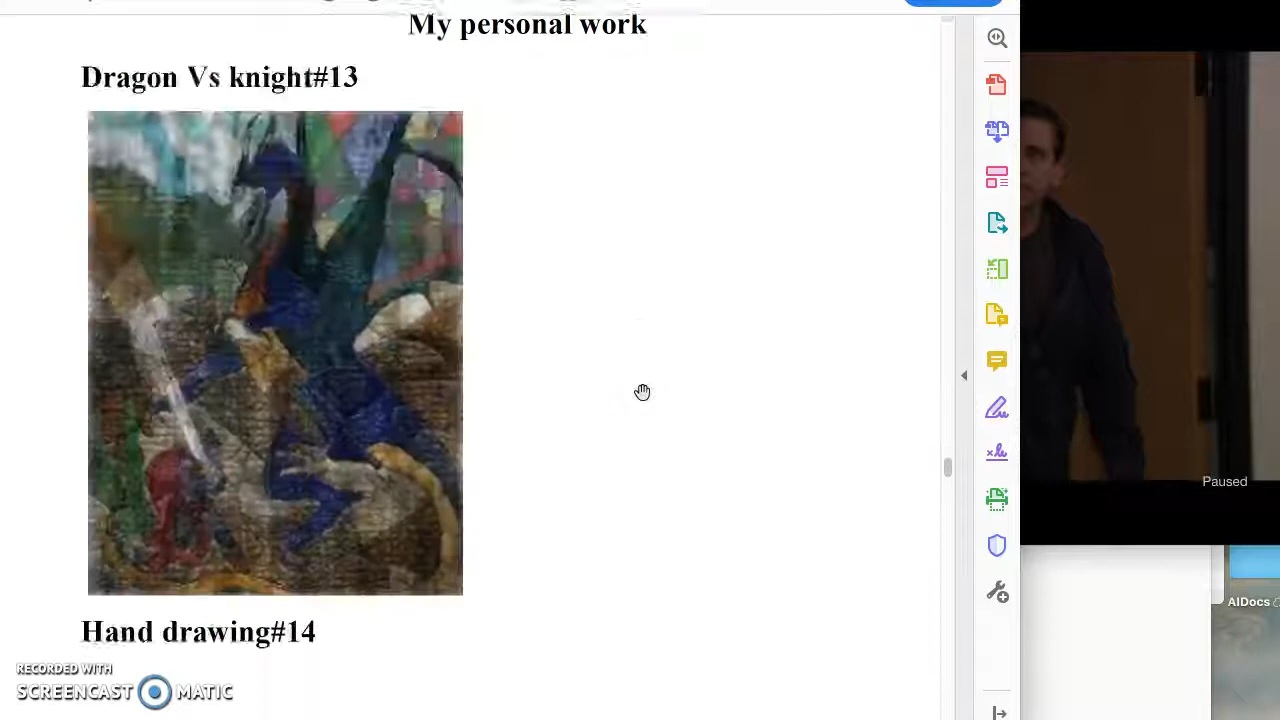 My personal work
Dragon Vs knight#13
Hand drawing#14
Paused
AIDocs
RECORDED WITH
SCREENCAST MATIC